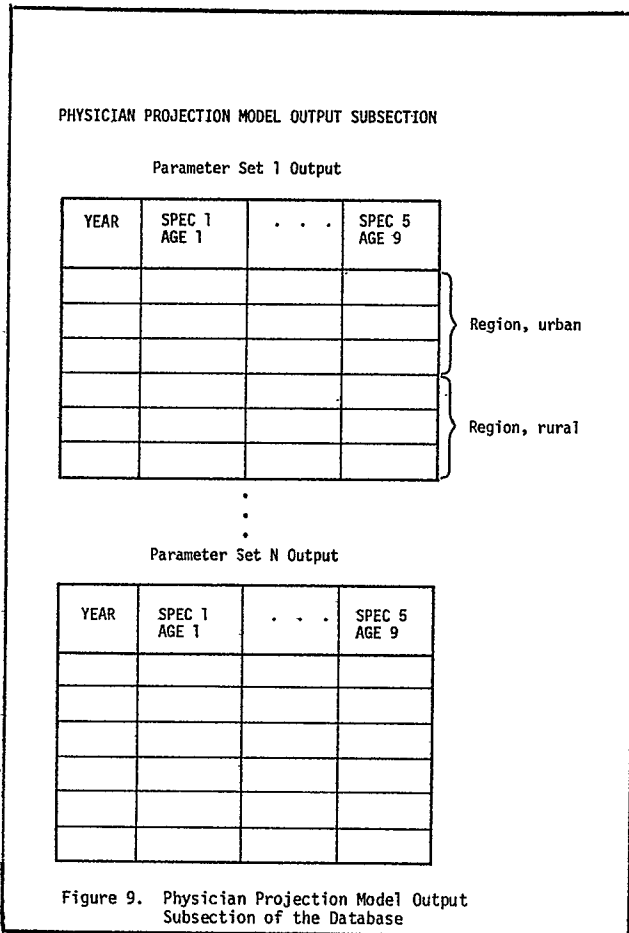 PHYSICIAN PROJECTION MODEL OUTPUT SUBSECTION
Parameter Set 1 Output
YEAR SPEC 1 . . . SPEC 5
AGE 1 AGE 9
Region, urban
Region, rural
.
.
.
Parameter Set N Output
YEAR SPEC 1 . . . SPEC 5
AGE 1 AGE 9
Figure 9. Physician Projection Model Output
Subsection of the Database